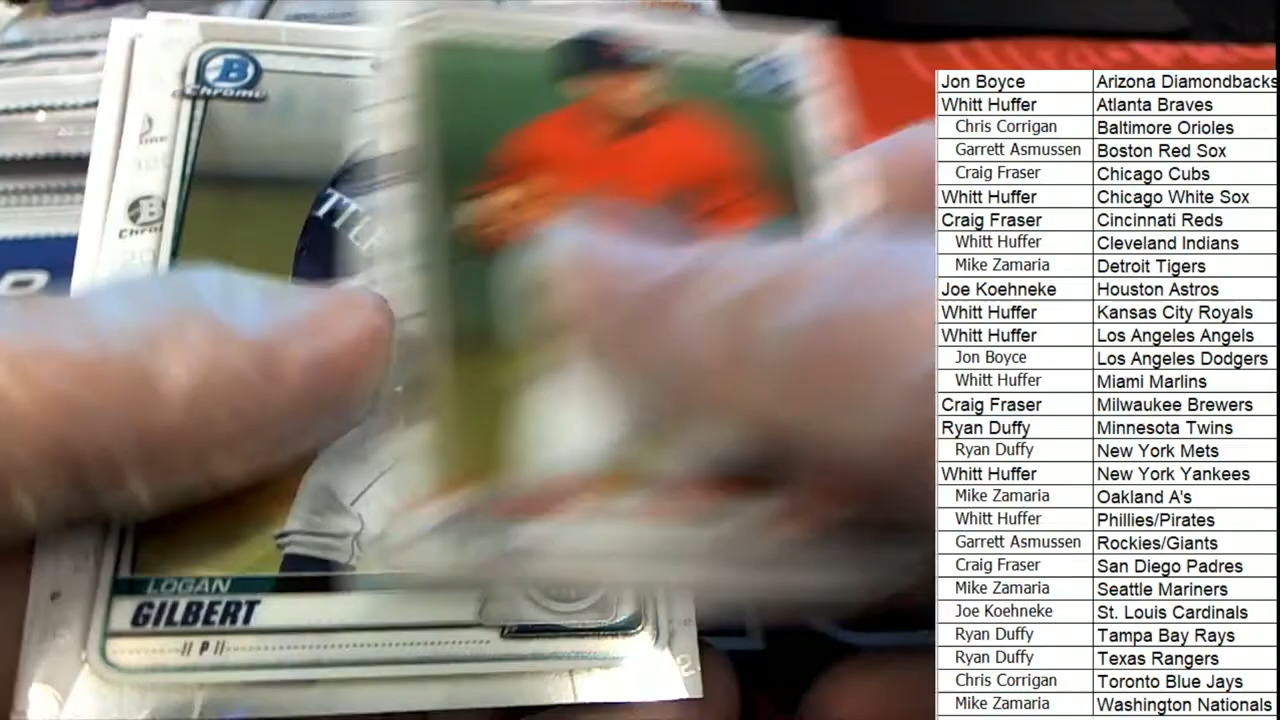 B
Chrome
B
TTLE
LOGAN
GILBERT
// P //
Jon Boyce Arizona Diamondbacks
Whitt Huffer Atlanta Braves
Chris Corrigan Baltimore Orioles
Garrett Asmussen Boston Red Sox
Craig Fraser Chicago Cubs
Whitt Huffer Chicago White Sox
Craig Fraser Cincinnati Reds
Whitt Huffer Cleveland Indians
Mike Zamaria Detroit Tigers
Joe Koehneke Houston Astros
Whitt Huffer Kansas City Royals
Whitt Huffer Los Angeles Angels
Jon Boyce Los Angeles Dodgers
Whitt Huffer Miami Marlins
Craig Fraser Milwaukee Brewers
Ryan Duffy Minnesota Twins
Ryan Duffy New York Mets
Whitt Huffer New York Yankees
Mike Zamaria Oakland A's
Whitt Huffer Phillies/Pirates
Garrett Asmussen Rockies/Giants
Craig Fraser San Diego Padres
Mike Zamaria Seattle Mariners
Joe Koehneke St. Louis Cardinals
Ryan Duffy Tampa Bay Rays
Ryan Duffy Texas Rangers
Chris Corrigan Toronto Blue Jays
Mike Zamaria Washington Nationals